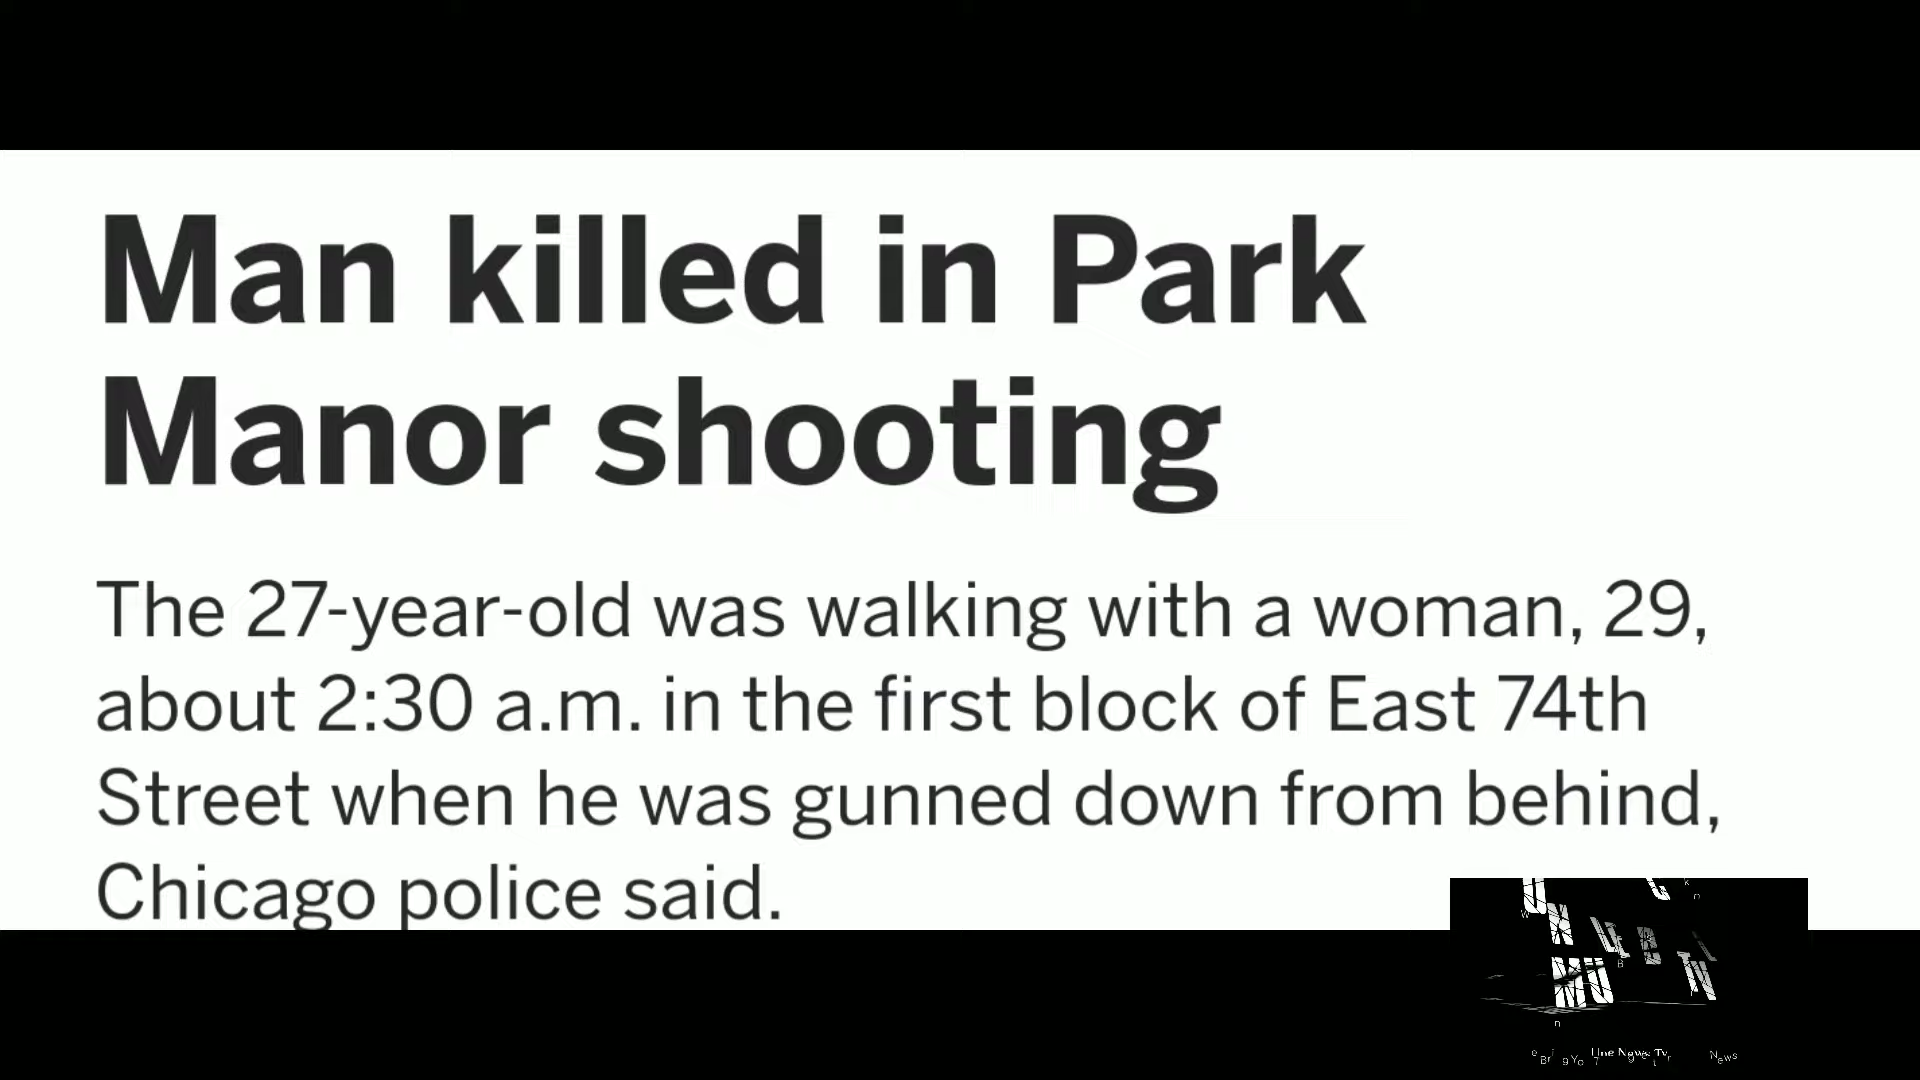 Man killed in Park
Manor shooting
The 27-year-old was walking with a woman, 29,
about 2:30 a.m. in the first block of East 74th
Street when he was gunned down from behind,
Chicago police said.
News